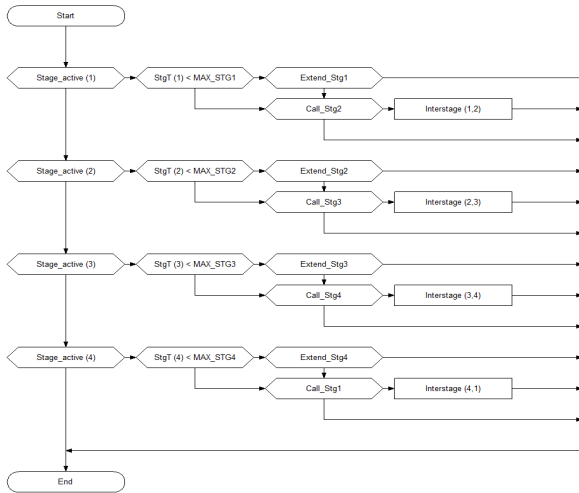 Start
Stage_active (1)
StgT (1) < MAX_STG1
Extend_Stg1
Call_Stg2
Interstage (1,2)
Stage_active (2)
StgT (2) < MAX_STG2
Extend_Stg2
Call_Stg3
Interstage (2,3)
Stage_active (3)
StgT (3) < MAX_STG3
Extend_Stg3
Call_Stg4
Interstage (3,4)
Stage_active (4)
StgT (4) < MAX_STG4
Extend_Stg4
Call_Stg1
Interstage (4,1)
End